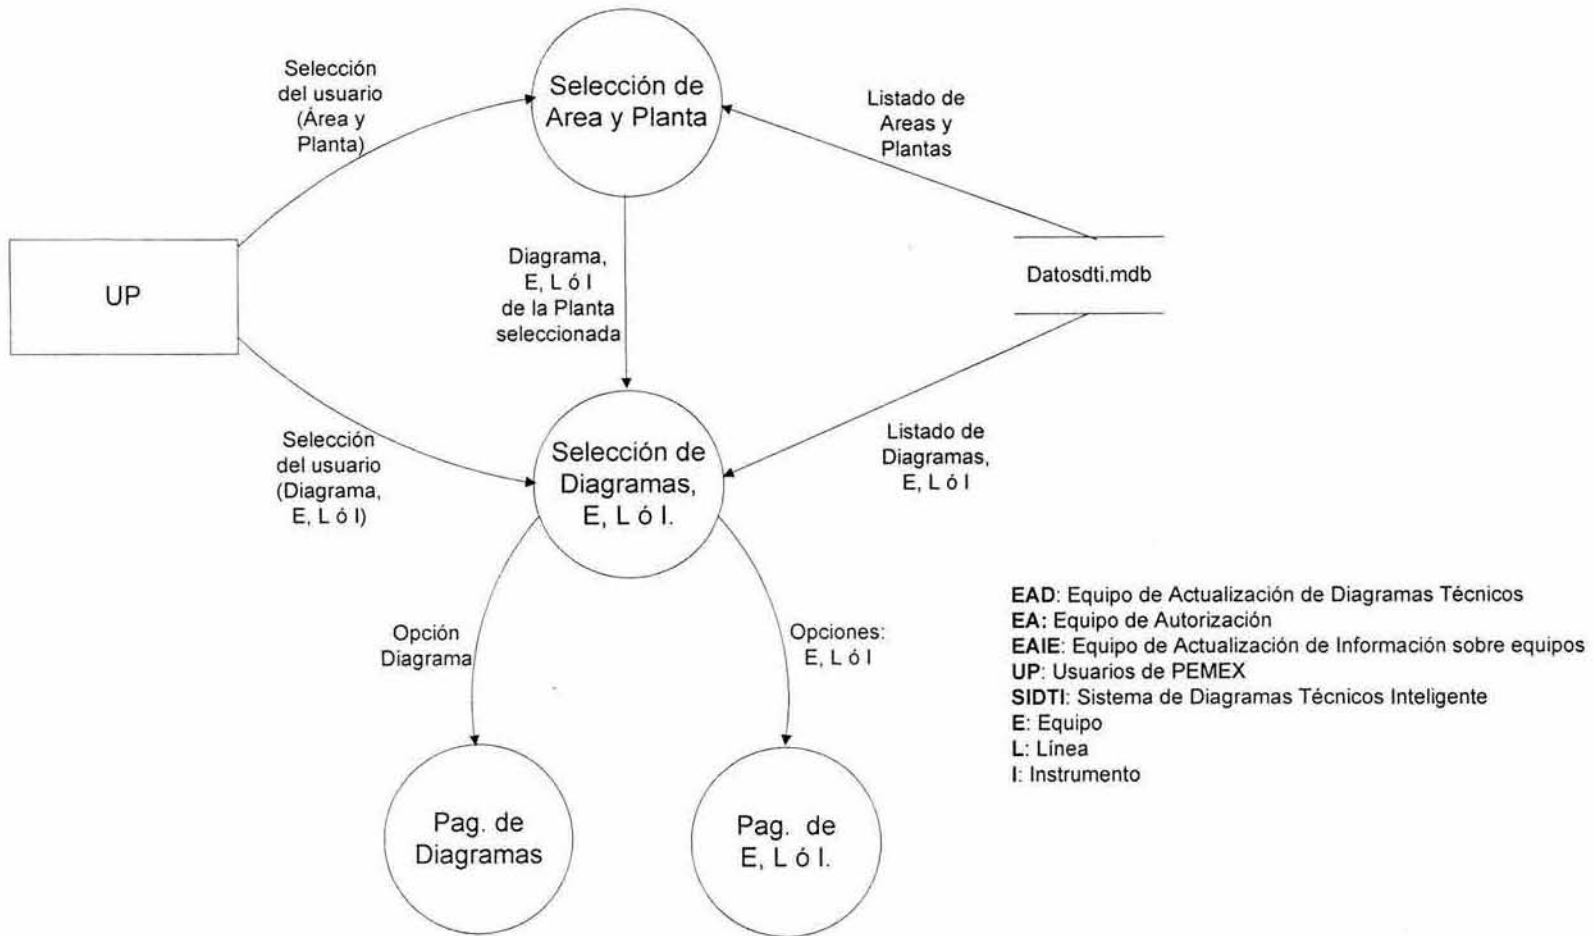 Selección
del usuario
(Área y
Planta)
Selección de
Area y Planta
Listado de
Areas y
Plantas
UP
Diagrama,
E, L ó I
de la Planta
seleccionada
Datosdti.mdb
Selección
del usuario
(Diagrama,
E, L ó I)
Selección de
Diagramas,
E, L ó I.
Listado de
Diagramas,
E, L ó I
Opción
Diagrama
Opciones:
E, L ó I
Pag. de
Diagramas
Pag. de
E, L ó I.
EAD: Equipo de Actualización de Diagramas Técnicos
EA: Equipo de Autorización
EAIE: Equipo de Actualización de Información sobre equipos
UP: Usuarios de PEMEX
SIDTI: Sistema de Diagramas Técnicos Inteligente
E: Equipo
L: Línea
I: Instrumento